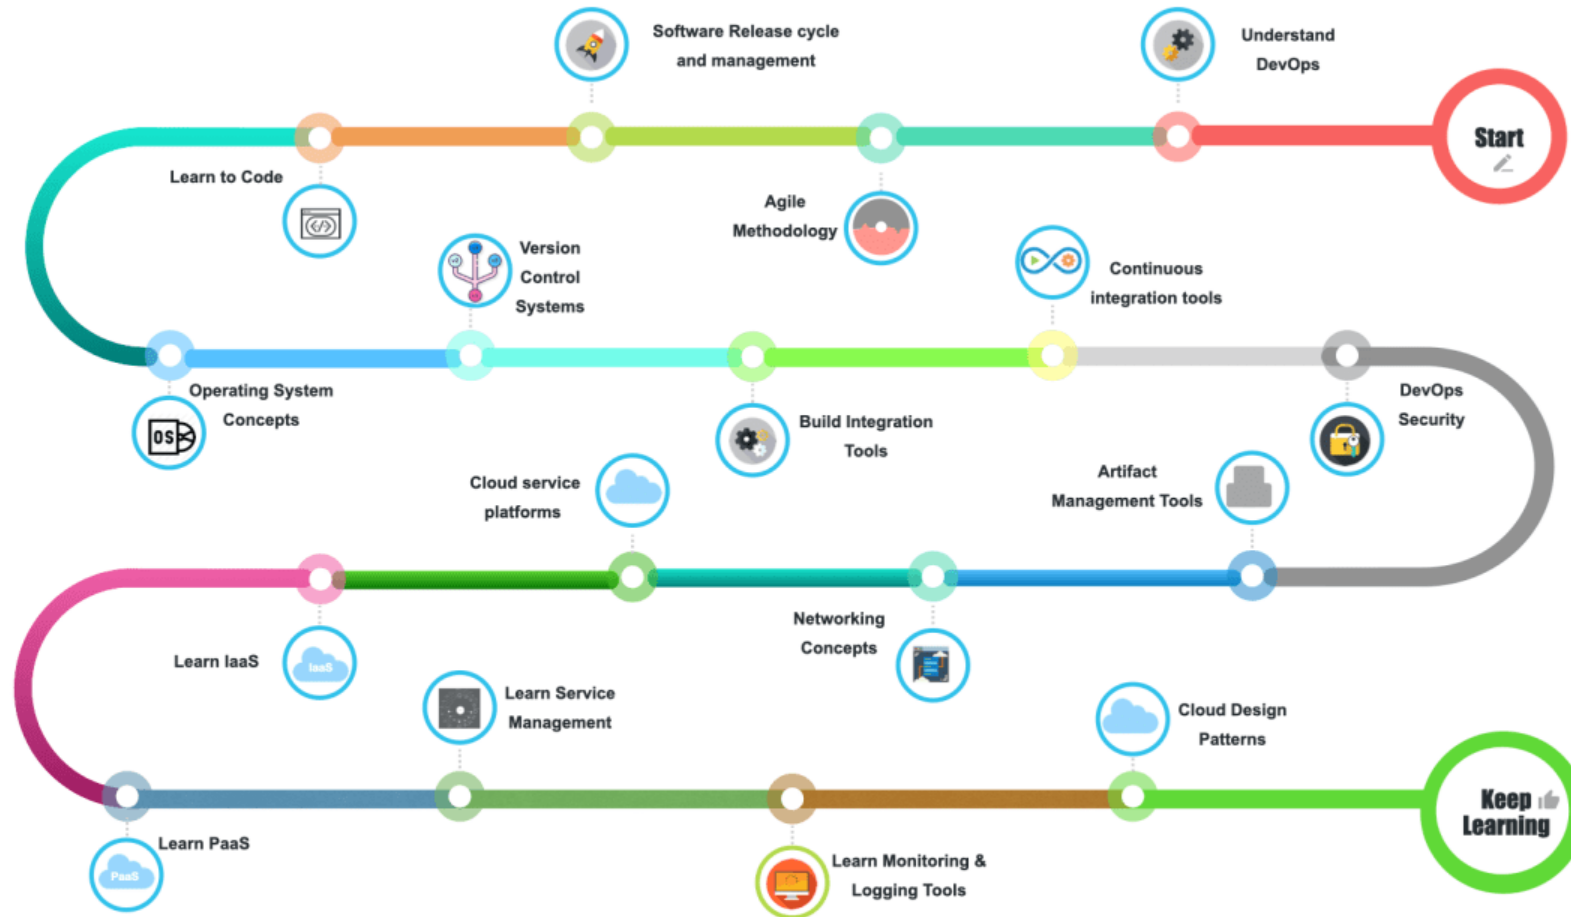 Start
Understand
DevOps
Agile
Methodology
Software Release cycle
and management
Learn to Code
Operating System
Concepts
OS
Version
Control
Systems
Build Integration
Tools
Continuous
integration tools
DevOps
Security
Artifact
Management Tools
Networking
Concepts
Cloud service
platforms
Learn IaaS
IaaS
Learn PaaS
PaaS
Learn Service
Management
Learn Monitoring &
Logging Tools
Cloud Design
Patterns
Keep
Learning